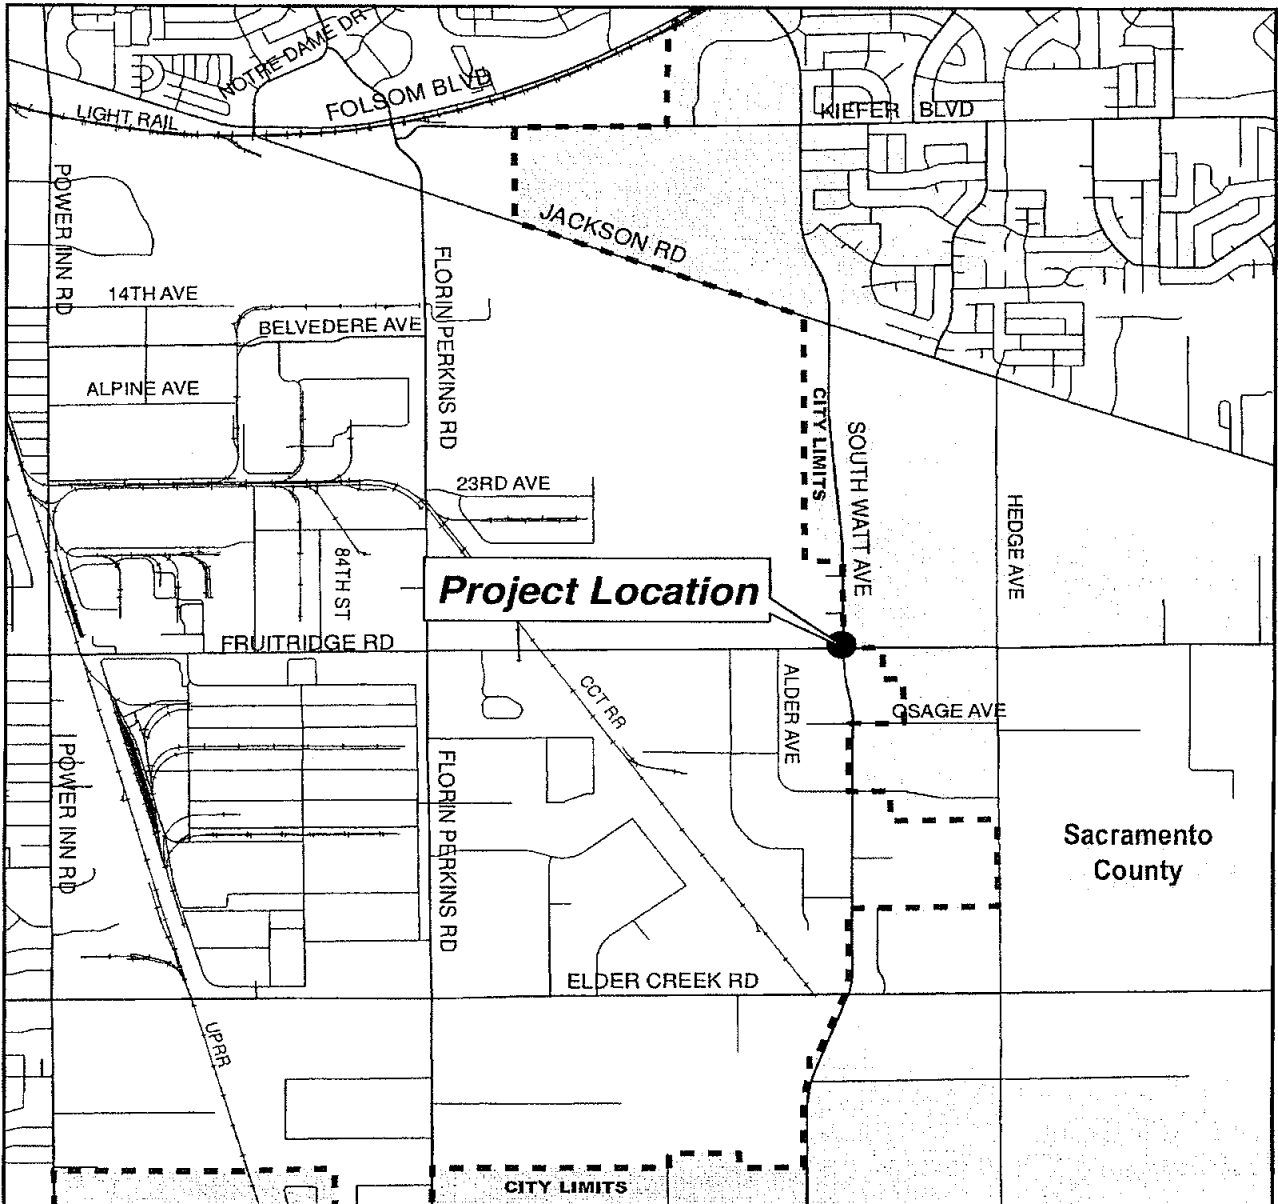 NOTRE DAME DR
FOLSOM BLVD
LIGHT RAIL
KIEFER BLVD
POWER INN RD
JACKSON RD
FLORIN PERKINS RD
14TH AVE
BELVEDERE AVE
ALPINE AVE
CITY LIMITS
SOUTH WATT AVE
23RD AVE
HEDGE AVE
84TH ST
Project Location
FRUITRIDGE RD
CCT RR
ALDER AVE
OSAGE AVE
POWER INN RD
FLORIN PERKINS RD
Sacramento
County
ELDER CREEK RD
UPRR
CITY LIMITS